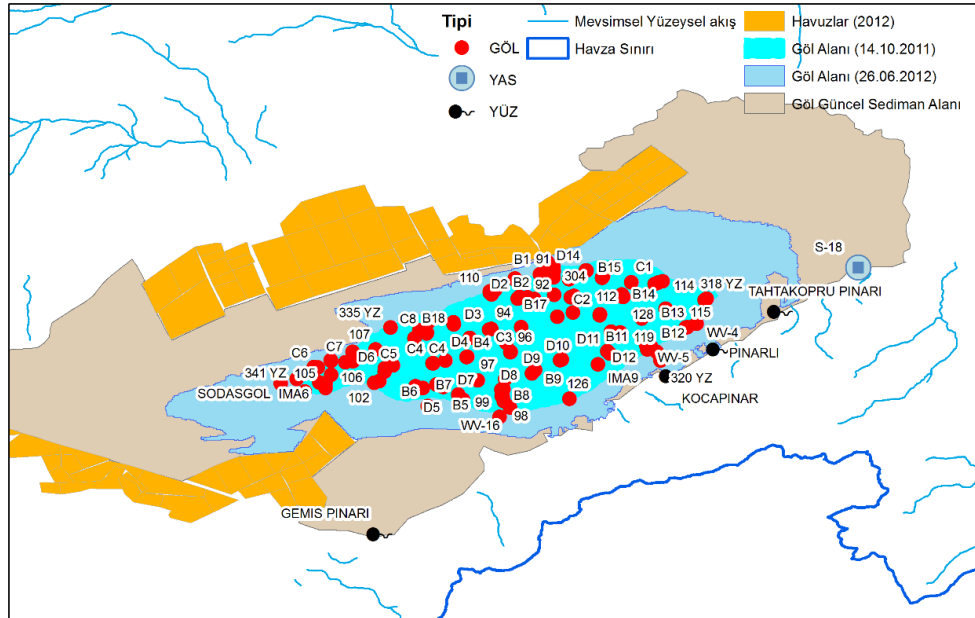 Tipi
GÖL
YAS
YÜZ
Mevsimsel Yüzeysel akış
Havza Sınırı
Havuzlar (2012)
Göl Alanı (14.10.2011)
Göl Alanı (26.06.2012)
Göl Güncel Sediman Alanı
S-18
B1 91 D14
110 D2 B2 92 304 B15 C1
B17 C2 112 B14 114 318 YZ
TAHTAKOPRU PINARI
335 YZ C8 B18 D3 94 128 B13 115
107 C4 C4 D4 B4 C3 96 D11 B11 119 B12 WV-4
C6 C7 D6 C5 97 D10 D12 WV-5 PINARLI
341 YZ 105 106 D7 D8 D9 B9 126 IMA9 320 YZ
SODASGOL IMA6 102 B6 B7 B5 99 B8 KOCAPINAR
D5 98
WV-16
GEMIS PINARI